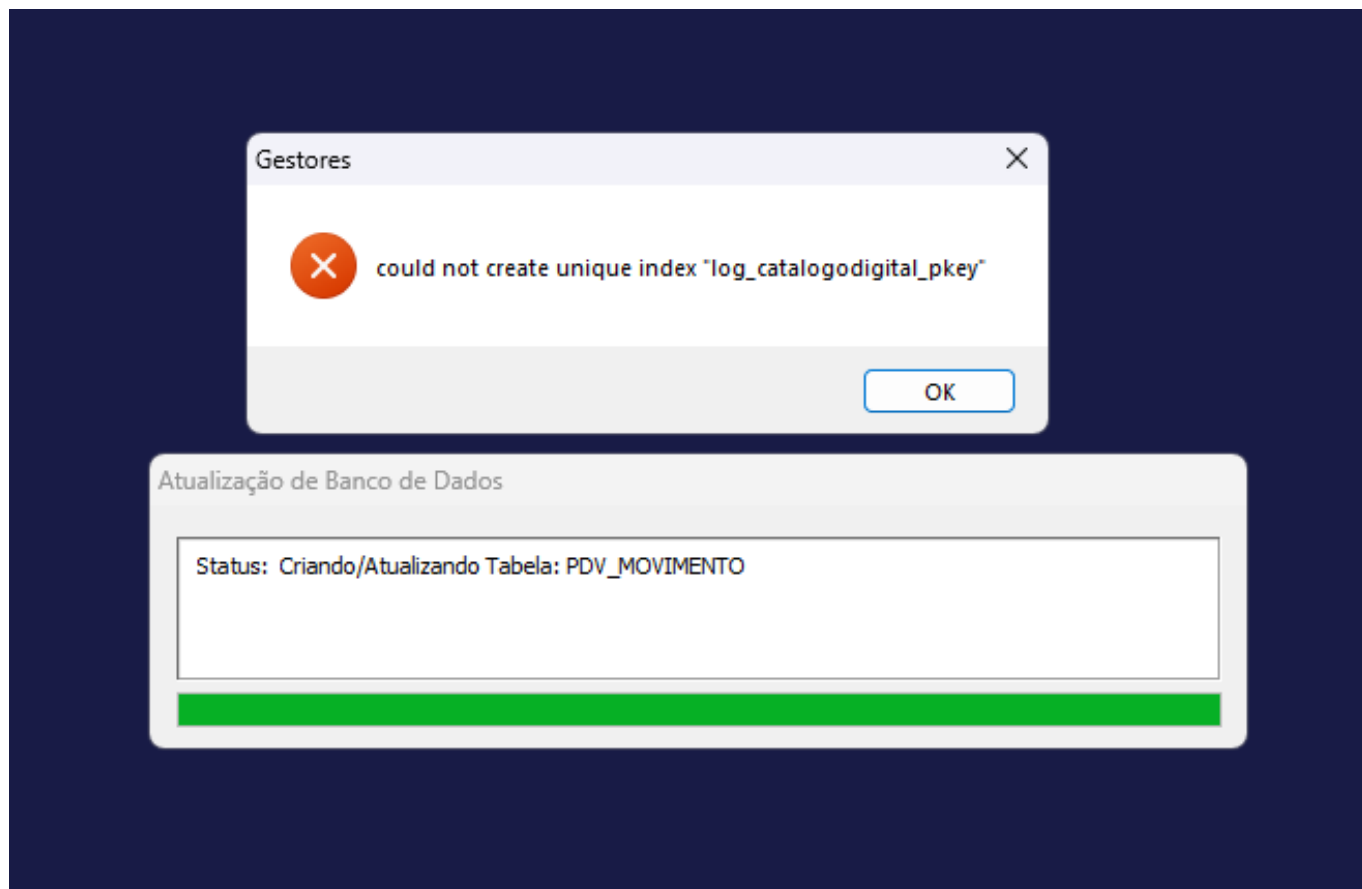 Gestores
could not create unique index "log_catalogodigital_pkey"
OK
Atualização de Banco de Dados
Status: Criando/Atualizando Tabela: PDV_MOVIMENTO